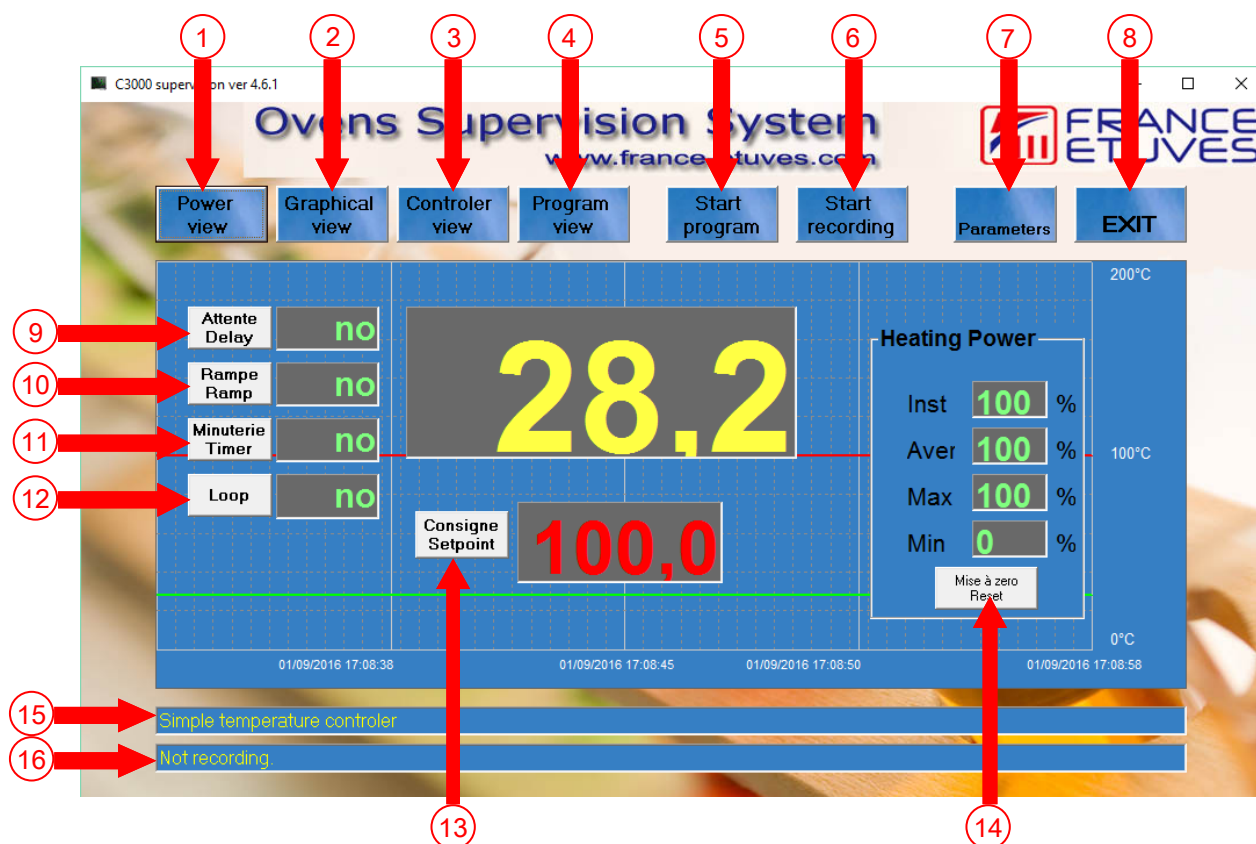 1 2 3 4 5 6 7 8
C3000 supervision ver 4.6.1
Ovens Supervision System
www.france-etuves.com
FRANCE
ETUVES
Power
view
Graphical
view
Controler
view
Program
view
Start
program
Start
recording
Parameters
EXIT
200°C
9
Attente
Delay
no
28,2
Heating Power
10
Rampe
Ramp
no
Inst 100 %
11
Minuterie
Timer
no
Aver 100 %
100°C
12
Loop
no
Max 100 %
Consigne
Setpoint
100,0
Min 0 %
Mise à zero
Reset
0°C
01/09/2016 17:08:38 01/09/2016 17:08:45 01/09/2016 17:08:50 01/09/2016 17:08:58
15
Simple temperature controler
16
Not recording.
13 14